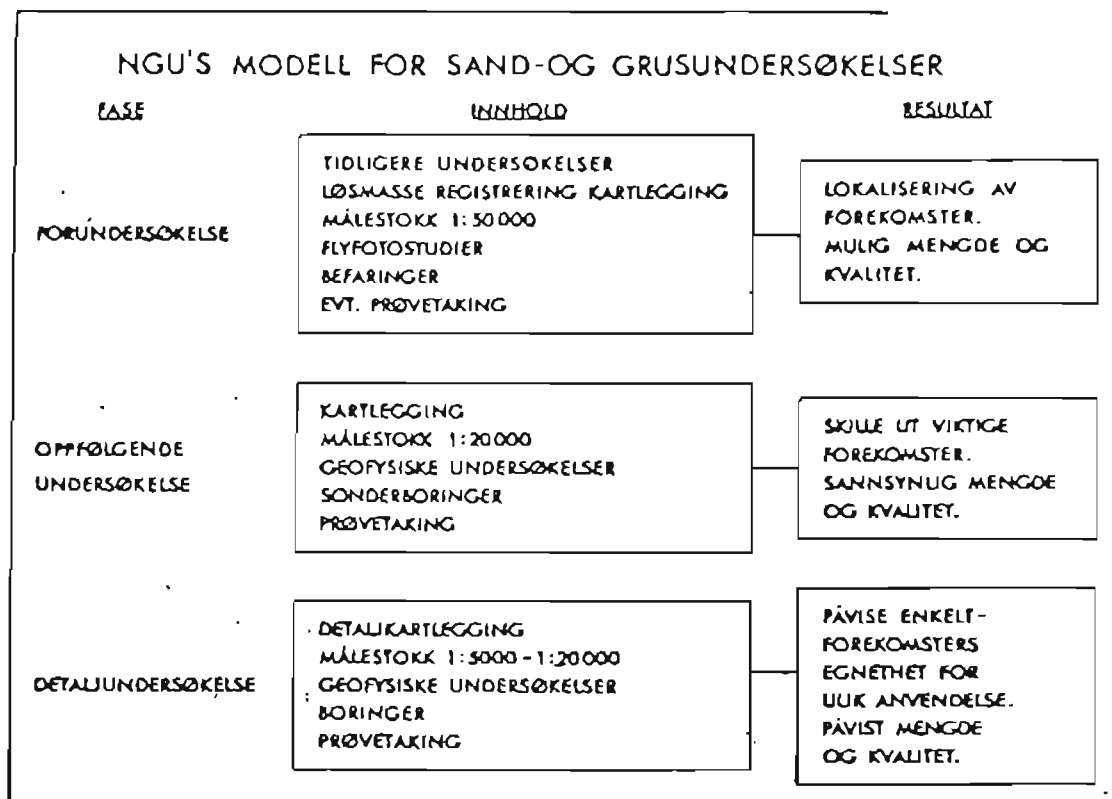 NGU'S MODELL FOR SAND-OG GRUSUNDERSØKELSER
FASE INNHOLD RESULTAT
FORUNDERSØKELSE
TIDLIGERE UNDERSØKELSER
LØSMASSE REGISTRERING KARTLEGGING
MÅLESTOKK 1:50000
FLYFOTOSTUDIER
BEFARINGER
EVT. PRØVETAKING
LOKALISERING AV
FOREKOMSTER.
MULIG MENGDE OG
KVALITET.
OPPFØLGENDE
UNDERSØKELSE
KARTLEGGING
MÅLESTOKK 1:20000
GEOFYSISKE UNDERSØKELSER
SONDERBORINGER
PRØVETAKING
SKILLE UT VIKTIGE
FOREKOMSTER.
SANNSYNLIG MENGDE
OG KVALITET.
DETALJUNDERSØKELSE
DETALJKARTLEGGING
MÅLESTOKK 1:5000-1:20000
GEOFYSISKE UNDERSØKELSER
BORINGER
PRØVETAKING
PÅVISE ENKELT-
FOREKOMSTERS
EGNETHET FOR
ULIK ANVENDELSE.
PÅVIST MENGDE
OG KVALITET.